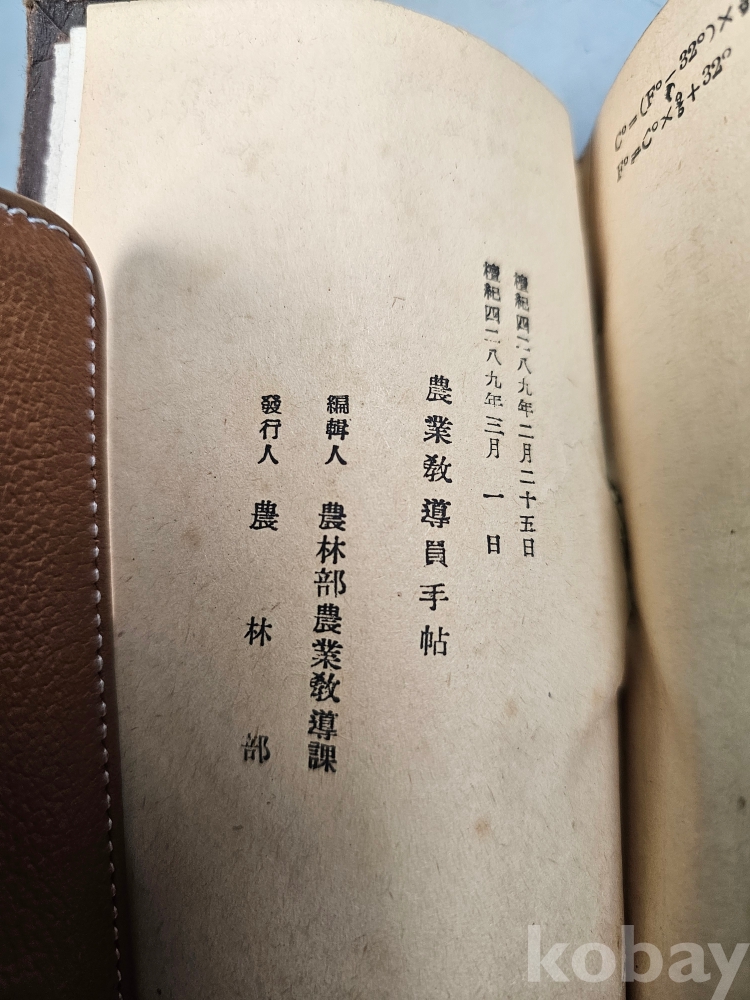 檀紀四二八九年二月二十五日
檀紀四二八九年三月 一日
農業敎導員手帖
編輯人 農林部農業敎導課
發行人 農林部
kobay